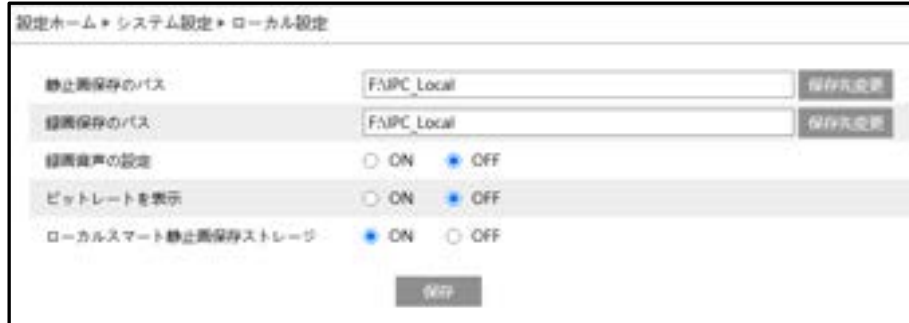 設定ホーム ▸ システム設定 ▸ ローカル設定
静止画保存のパス F:\IPC_Local 保存先変更
録画保存のパス F:\IPC_Local 保存先変更
録画音声の設定 ON OFF
ビットレートを表示 ON OFF
ローカルスマート静止画保存ストレージ ON OFF
保存